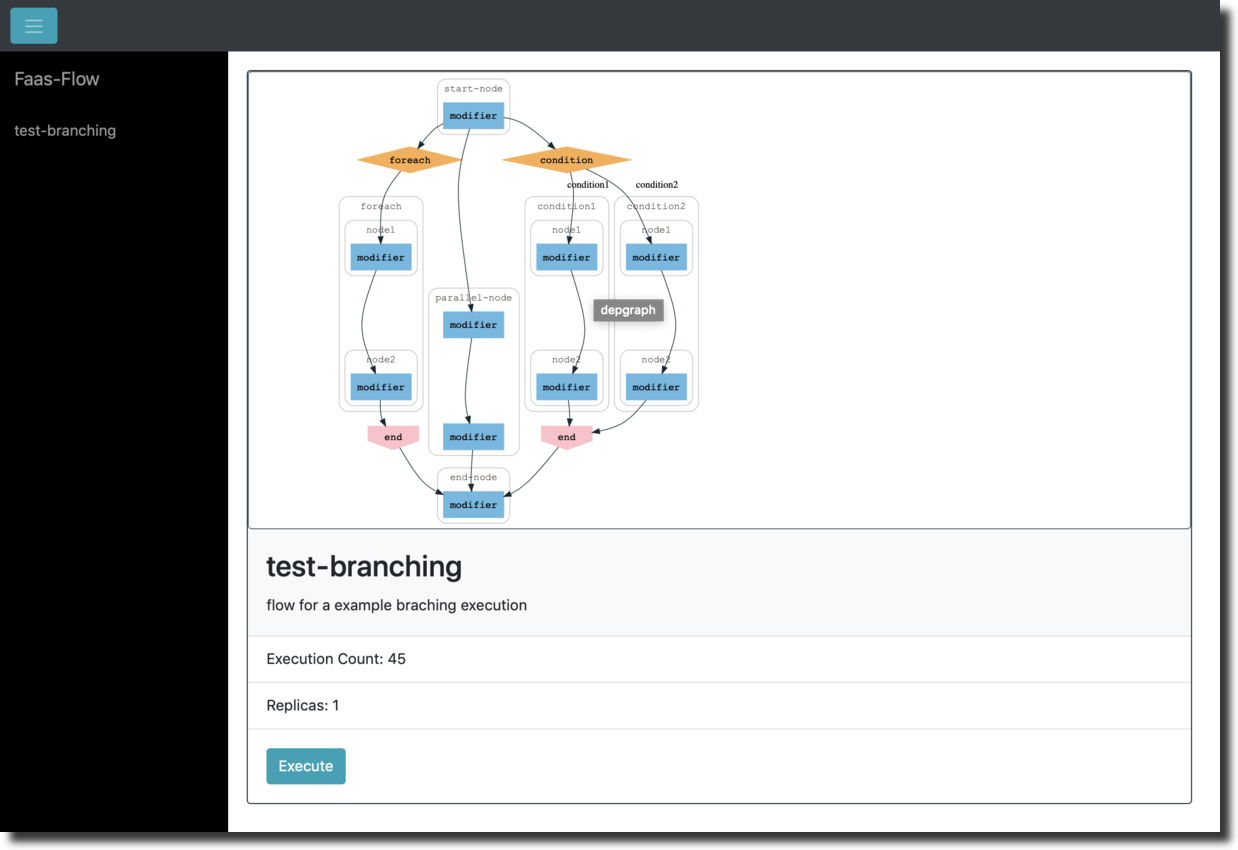 Faas-Flow
test-branching
start-node
modifier
foreach
condition
condition1
condition2
foreach
condition1
condition2
node1
node1
node1
modifier
modifier
modifier
parallel-node
depgraph
modifier
node2
node2
node2
modifier
modifier
modifier
end
modifier
end
end-node
modifier
test-branching
flow for a example braching execution
Execution Count: 45
Replicas: 1
Execute